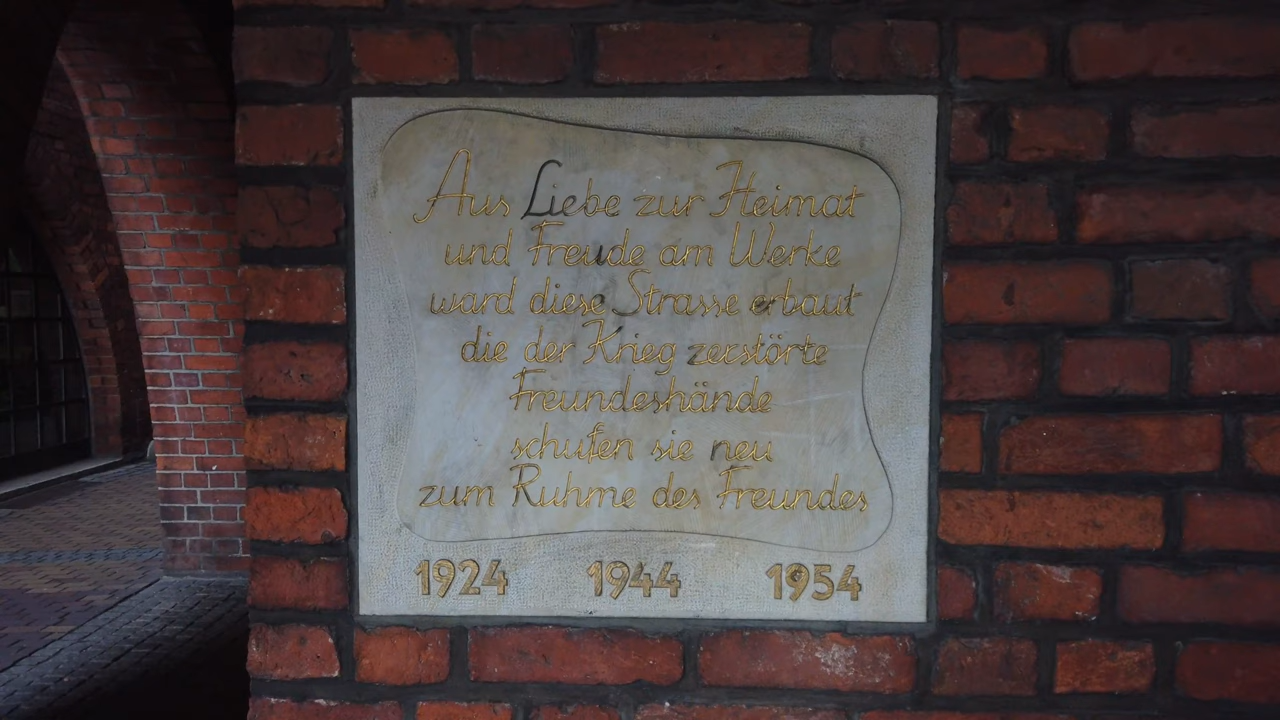 Aus Liebe zur Heimat
und Freude am Werke
ward diese Strasse erbaut
die der Krieg zerstörte
Freundeshände
schufen sie neu
zum Ruhme des Freundes
1924 1944 1954